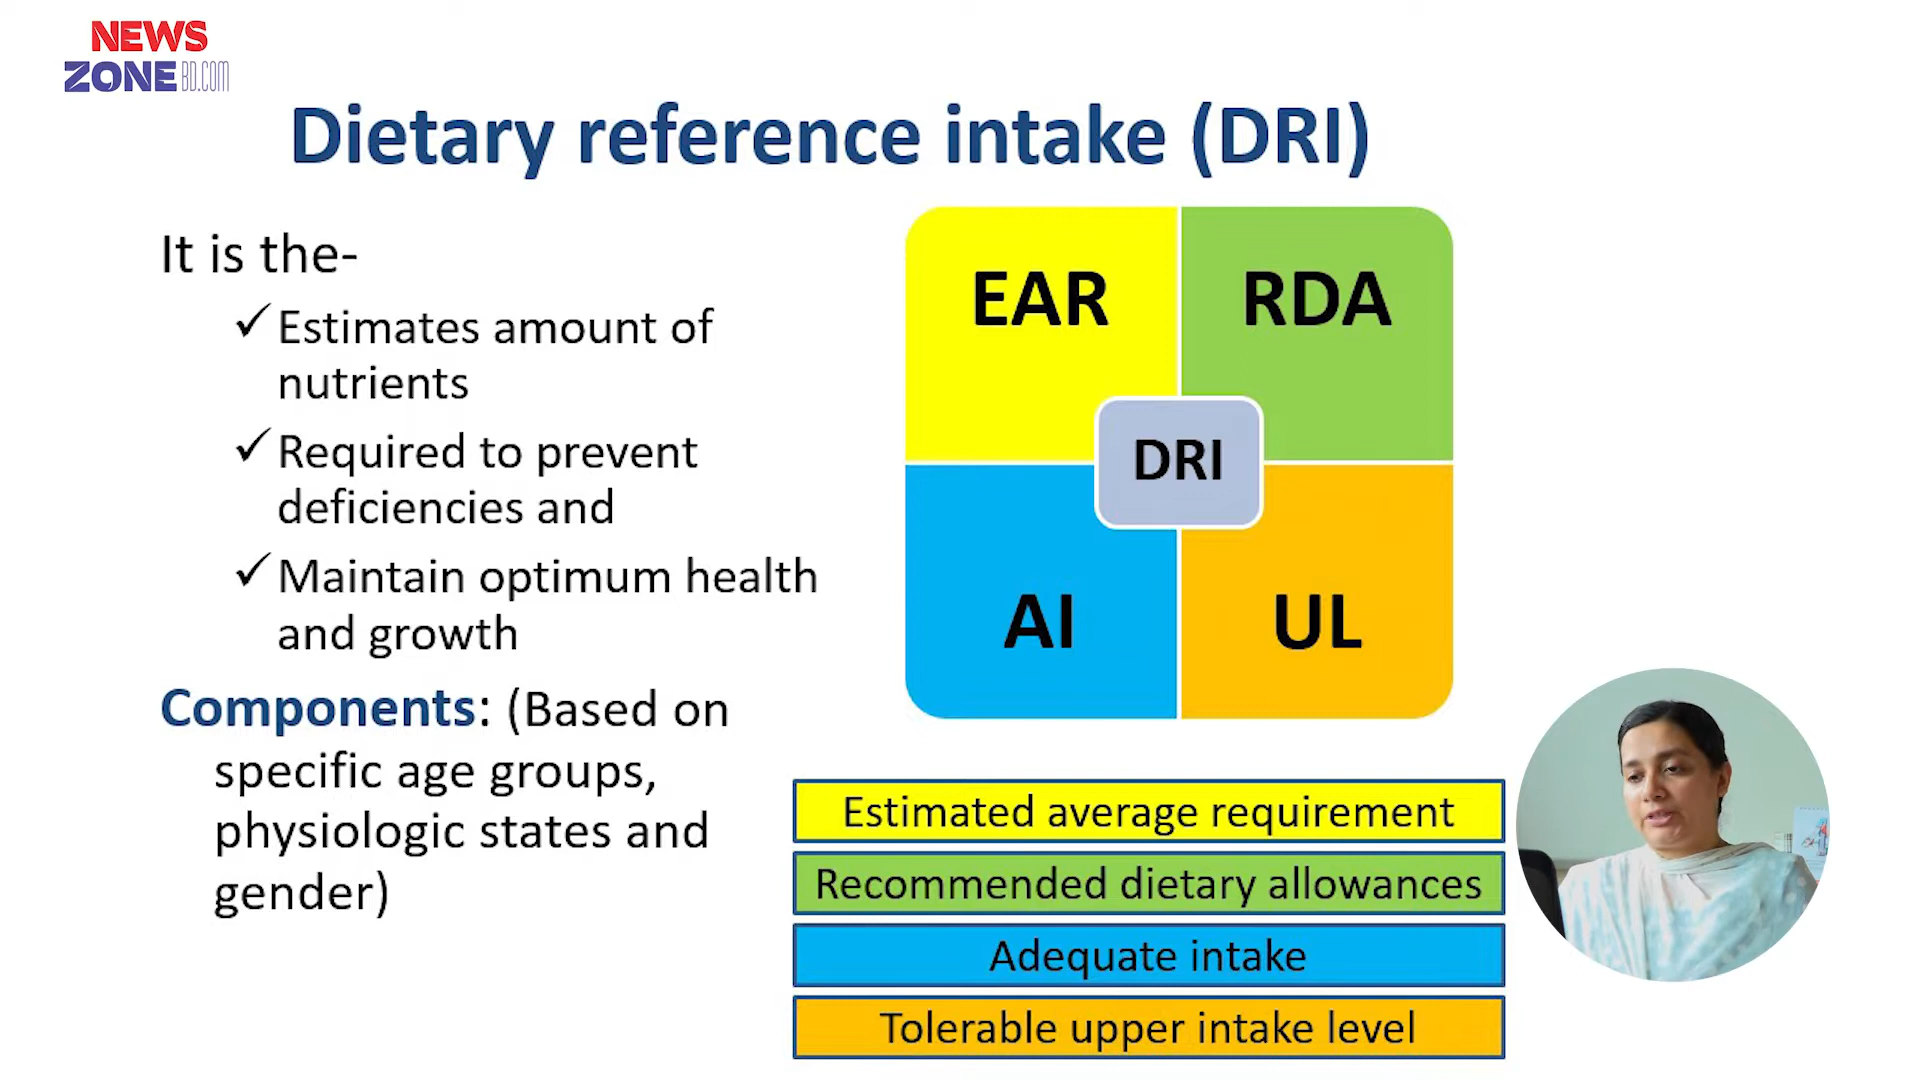 NEWS
ZONE BD.COM
Dietary reference intake (DRI)
It is the-
✓ Estimates amount of
nutrients
✓ Required to prevent
deficiencies and
✓ Maintain optimum health
and growth
Components: (Based on
specific age groups,
physiologic states and
gender)
EAR
RDA
DRI
AI
UL
Estimated average requirement
Recommended dietary allowances
Adequate intake
Tolerable upper intake level